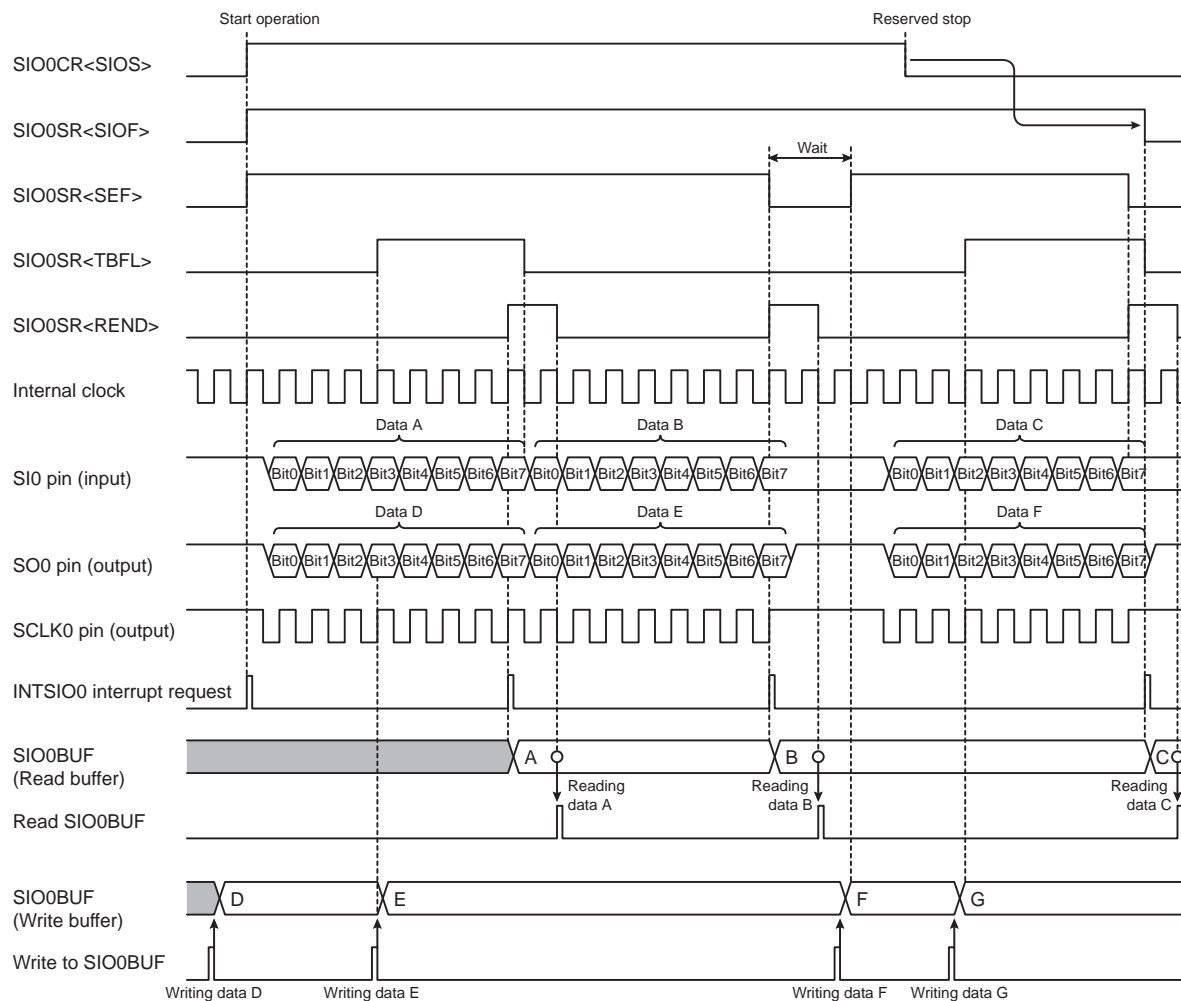 Start operation Reserved stop
SIO0CR<SIOS>
SIO0SR<SIOF>
Wait
SIO0SR<SEF>
SIO0SR<TBFL>
SIO0SR<REND>
Internal clock
Data A Data B Data C
SI0 pin (input) Bit0 Bit1 Bit2 Bit3 Bit4 Bit5 Bit6 Bit7 Bit0 Bit1 Bit2 Bit3 Bit4 Bit5 Bit6 Bit7 Bit0 Bit1 Bit2 Bit3 Bit4 Bit5 Bit6 Bit7
Data D Data E Data F
SO0 pin (output) Bit0 Bit1 Bit2 Bit3 Bit4 Bit5 Bit6 Bit7 Bit0 Bit1 Bit2 Bit3 Bit4 Bit5 Bit6 Bit7 Bit0 Bit1 Bit2 Bit3 Bit4 Bit5 Bit6 Bit7
SCLK0 pin (output)
INTSIO0 interrupt request
SIO0BUF
(Read buffer) A B C
Reading Reading Reading
data A data B data C
Read SIO0BUF
SIO0BUF
(Write buffer) D E F G
Write to SIO0BUF
Writing data D Writing data E Writing data F Writing data G